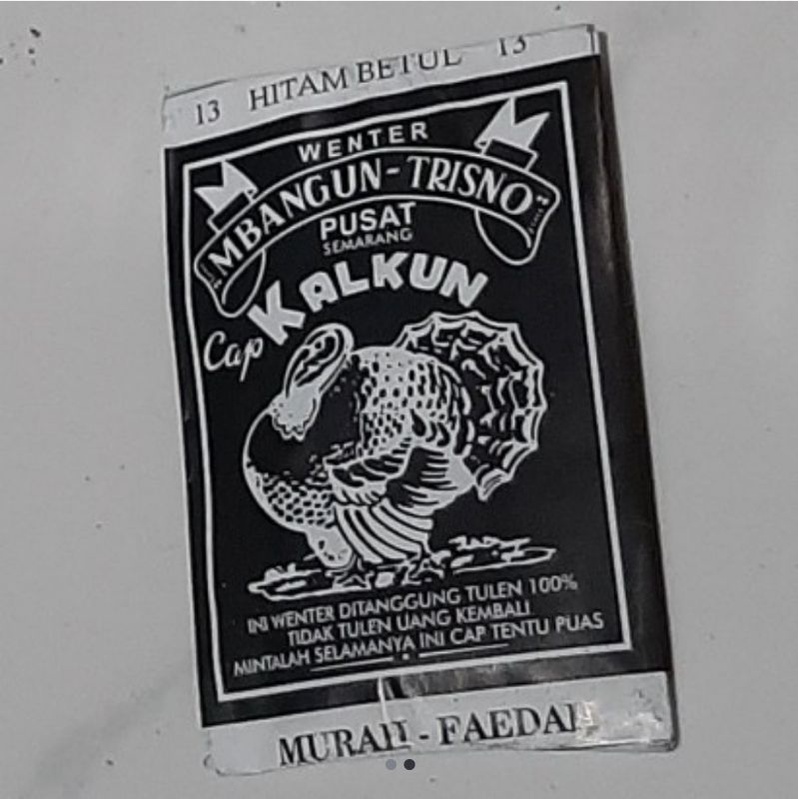 13 HITAM BETUL 13
WENTER
MBANGUN-TRISNO
PUSAT
SEMARANG
Cap KALKUN
INI WENTER DITANGGUNG TULEN 100%
TIDAK TULEN UANG KEMBALI
MINTALAH SELAMANYA INI CAP TENTU PUAS
MURAH - FAEDAH